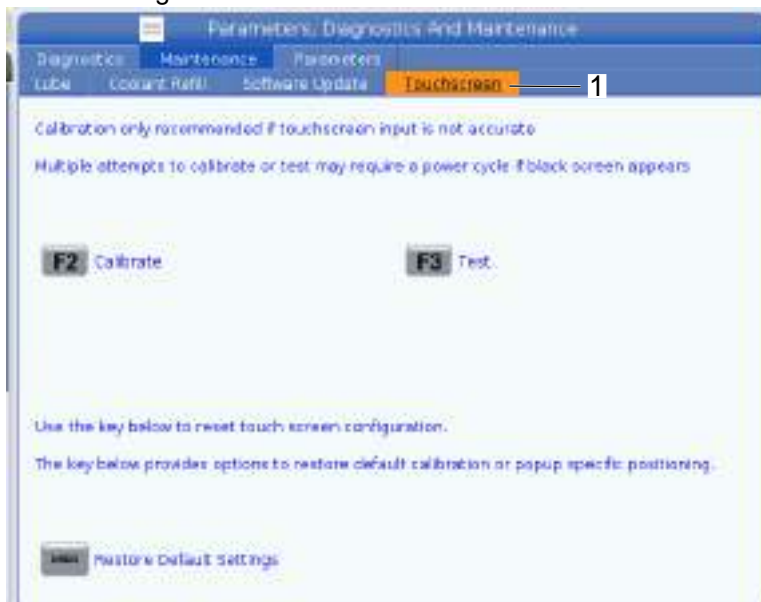 Parameters, Diagnostics And Maintenance
Diagnostics Maintenance Parameters
Lube Coolant Refill Software Update Touchscreen 1
Calibration only recommended if touchscreen input is not accurate
Multiple attempts to calibrate or test may require a power cycle if black screen appears
F2 Calibrate F3 Test
Use the key below to reset touch screen configuration.
The key below provides options to restore default calibration or popup specific positioning.
Restore Default Settings